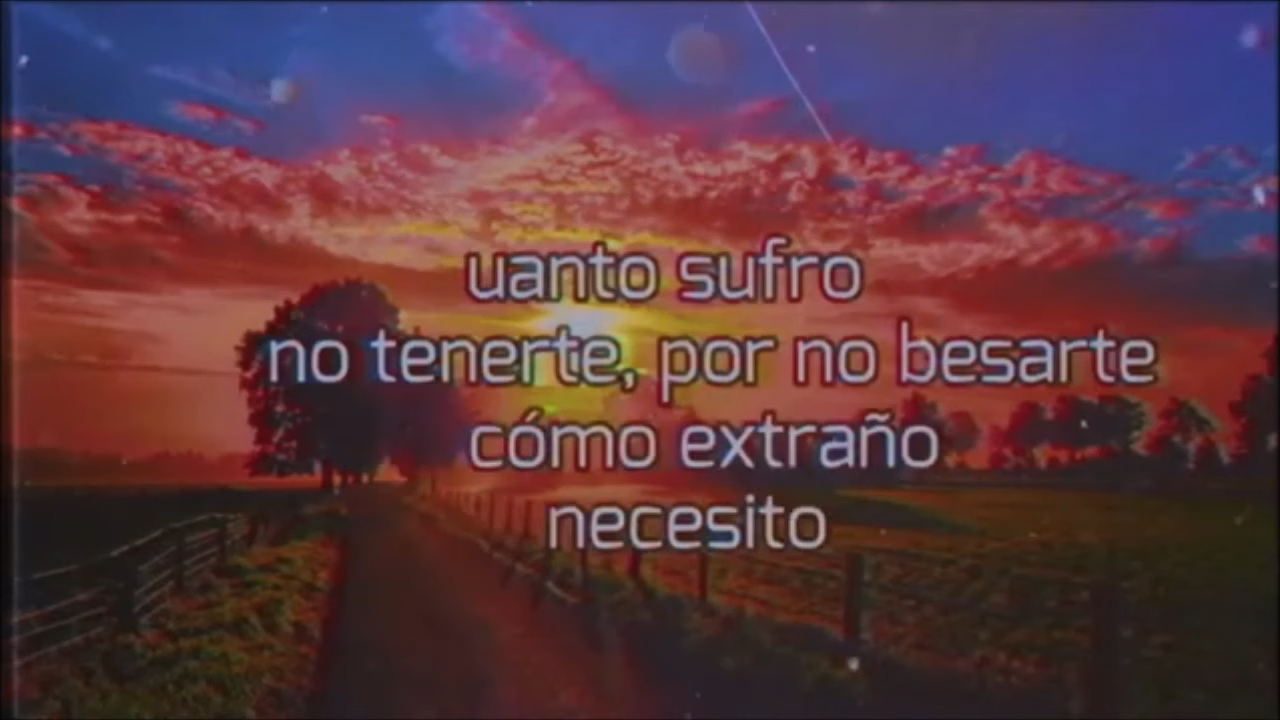 uanto sufro
no tenerte, por no besarte
cómo extraño
necesito